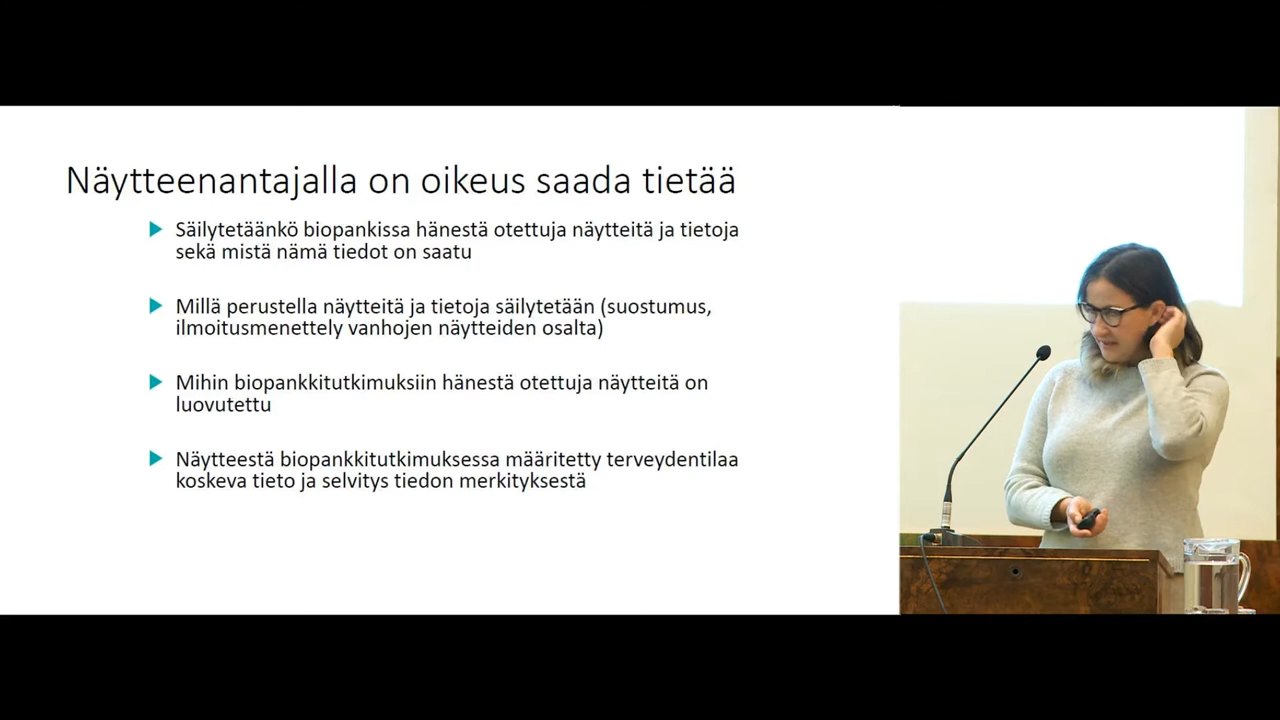 Näytteenantajalla on oikeus saada tietää
Säilytetäänkö biopankissa hänestä otettuja näytteitä ja tietoja
sekä mistä nämä tiedot on saatu
Millä perustella näytteitä ja tietoja säilytetään (suostumus,
ilmoitusmenettely vanhojen näytteiden osalta)
Mihin biopankkitutkimuksiin hänestä otettuja näytteitä on
luovutettu
Näytteestä biopankkitutkimuksessa määritetty terveydentilaa
koskeva tieto ja selvitys tiedon merkityksestä